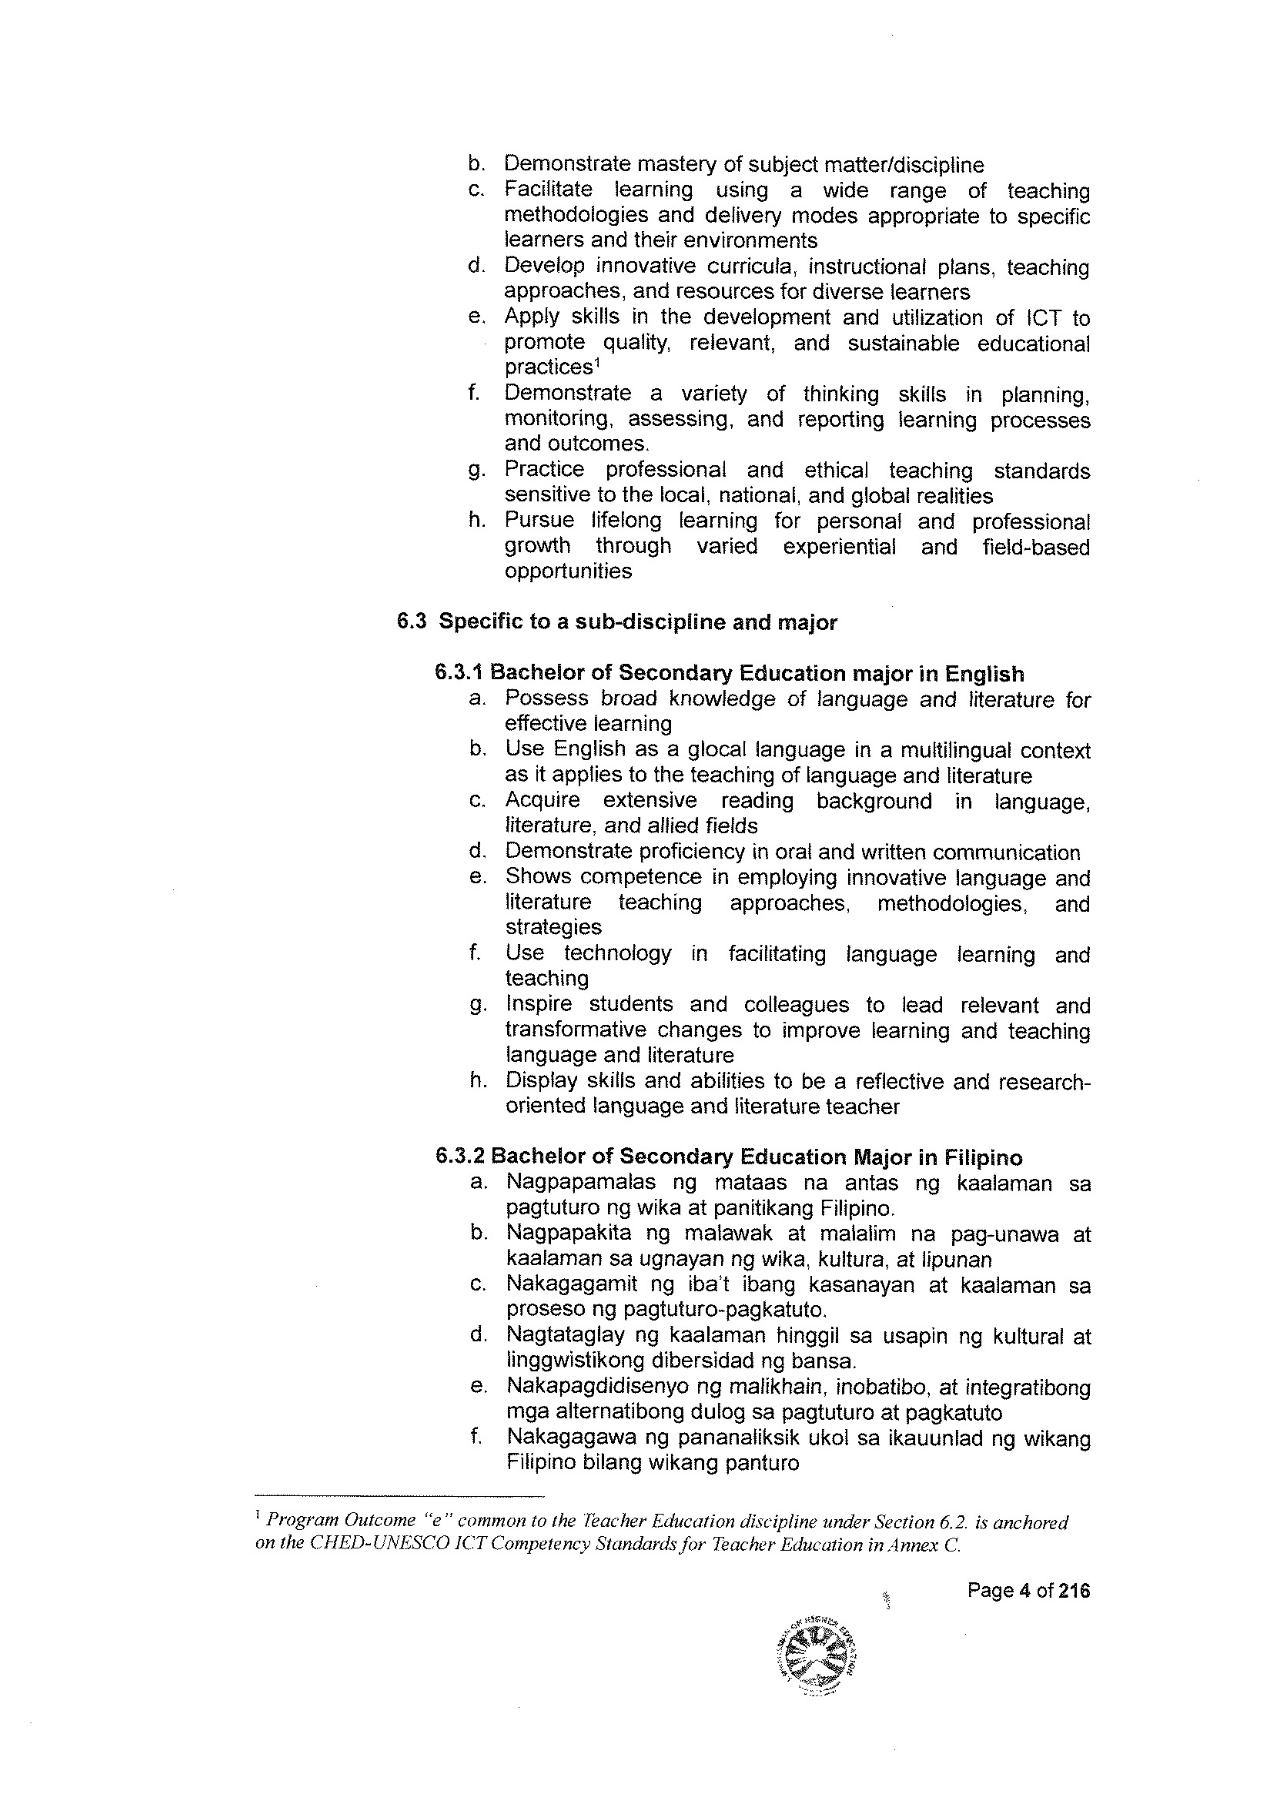 b. Demonstrate mastery of subject matter/discipline
c. Facilitate learning using a wide range of teaching
methodologies and delivery modes appropriate to specific
learners and their environments
d. Develop innovative curricula, instructional plans, teaching
approaches, and resources for diverse learners
e. Apply skills in the development and utilization of ICT to
promote quality, relevant, and sustainable educational
practices¹
f. Demonstrate a variety of thinking skills in planning,
monitoring, assessing, and reporting learning processes
and outcomes.
g. Practice professional and ethical teaching standards
sensitive to the local, national, and global realities
h. Pursue lifelong learning for personal and professional
growth through varied experiential and field-based
opportunities
6.3 Specific to a sub-discipline and major
6.3.1 Bachelor of Secondary Education major in English
a. Possess broad knowledge of language and literature for
effective learning
b. Use English as a glocal language in a multilingual context
as it applies to the teaching of language and literature
c. Acquire extensive reading background in language,
literature, and allied fields
d. Demonstrate proficiency in oral and written communication
e. Shows competence in employing innovative language and
literature teaching approaches, methodologies, and
strategies
f. Use technology in facilitating language learning and
teaching
g. Inspire students and colleagues to lead relevant and
transformative changes to improve learning and teaching
language and literature
h. Display skills and abilities to be a reflective and research-
oriented language and literature teacher
6.3.2 Bachelor of Secondary Education Major in Filipino
a. Nagpapamalas ng mataas na antas ng kaalaman sa
pagtuturo ng wika at panitikang Filipino.
b. Nagpapakita ng malawak at malalim na pag-unawa at
kaalaman sa ugnayan ng wika, kultura, at lipunan
c. Nakagagamit ng iba't ibang kasanayan at kaalaman sa
proseso ng pagtuturo-pagkatuto.
d. Nagtataglay ng kaalaman hinggil sa usapin ng kultural at
linggwistikong dibersidad ng bansa.
e. Nakapagdidisenyo ng malikhain, inobatibo, at integratibong
mga alternatibong dulog sa pagtuturo at pagkatuto
f. Nakagagawa ng pananaliksik ukol sa ikauunlad ng wikang
Filipino bilang wikang panturo
¹ Program Outcome "e" common to the Teacher Education discipline under Section 6.2. is anchored
on the CHED-UNESCO ICT Competency Standards for Teacher Education in Annex C.
Page 4 of 216
ON HIGHER EDUCATION